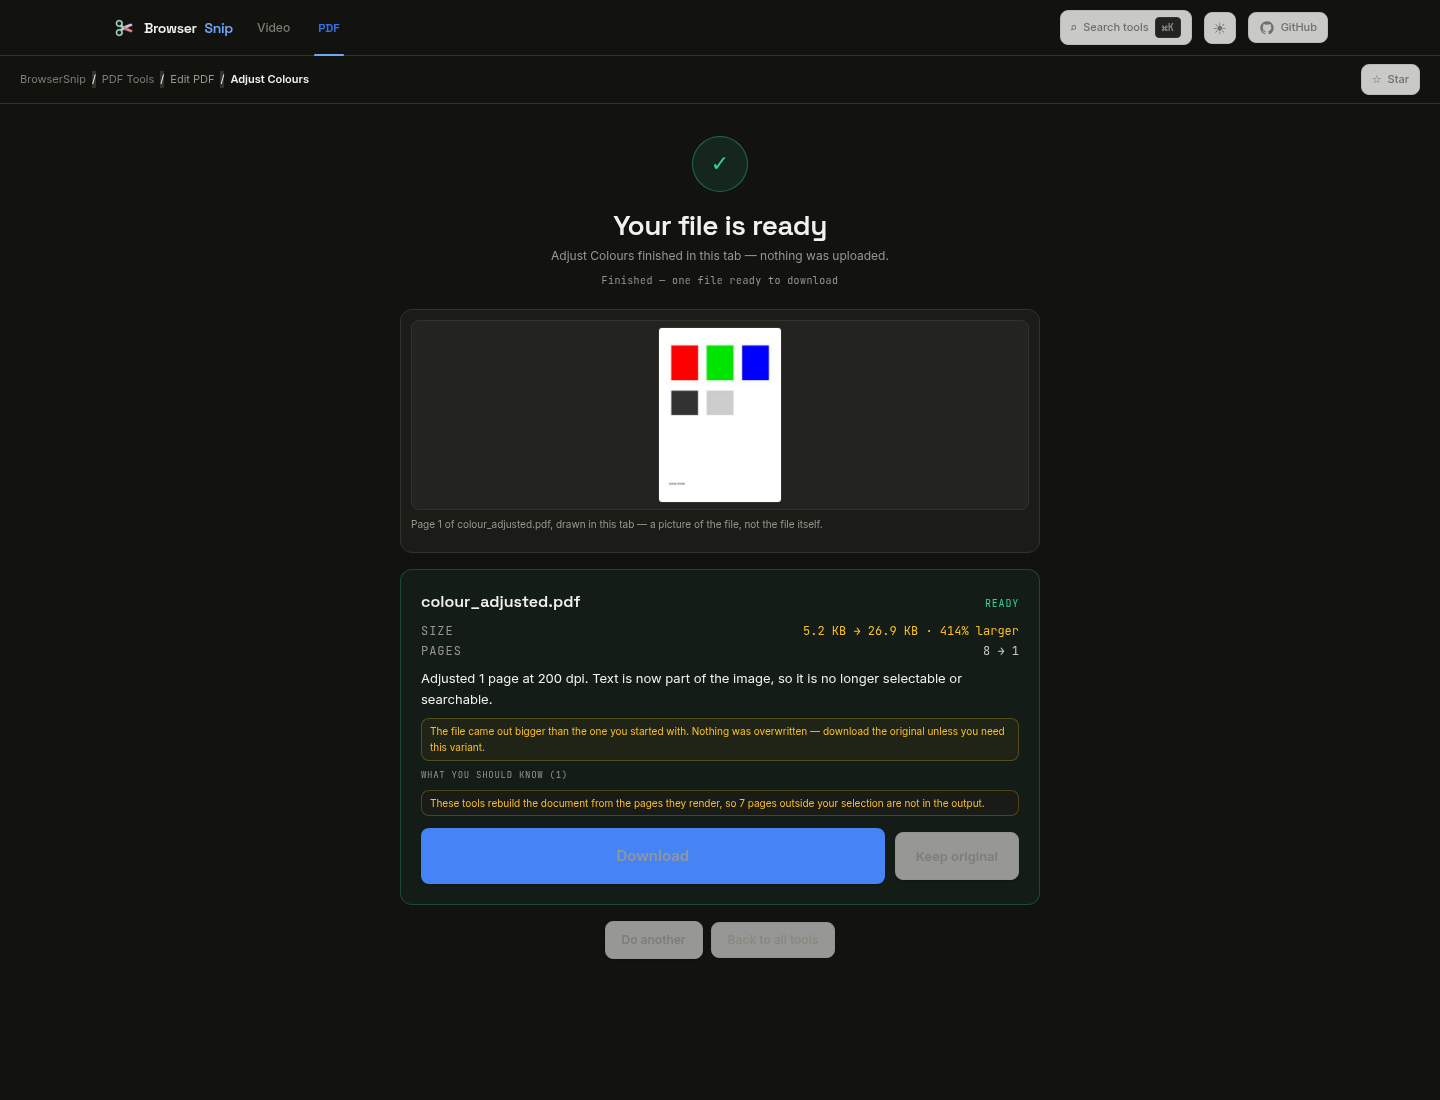 Browser Snip Video PDF Search tools ⌘K GitHub
BrowserSnip / PDF Tools / Edit PDF / Adjust Colours ☆ Star
✓
Your file is ready
Adjust Colours finished in this tab — nothing was uploaded.
Finished — one file ready to download
Page 1 of colour_adjusted.pdf, drawn in this tab — a picture of the file, not the file itself.
colour_adjusted.pdf READY
SIZE 5.2 KB → 26.9 KB · 414% larger
PAGES 8 → 1
Adjusted 1 page at 200 dpi. Text is now part of the image, so it is no longer selectable or
searchable.
The file came out bigger than the one you started with. Nothing was overwritten — download the original unless you need
this variant.
WHAT YOU SHOULD KNOW (1)
These tools rebuild the document from the pages they render, so 7 pages outside your selection are not in the output.
Download Keep original
Do another Back to all tools